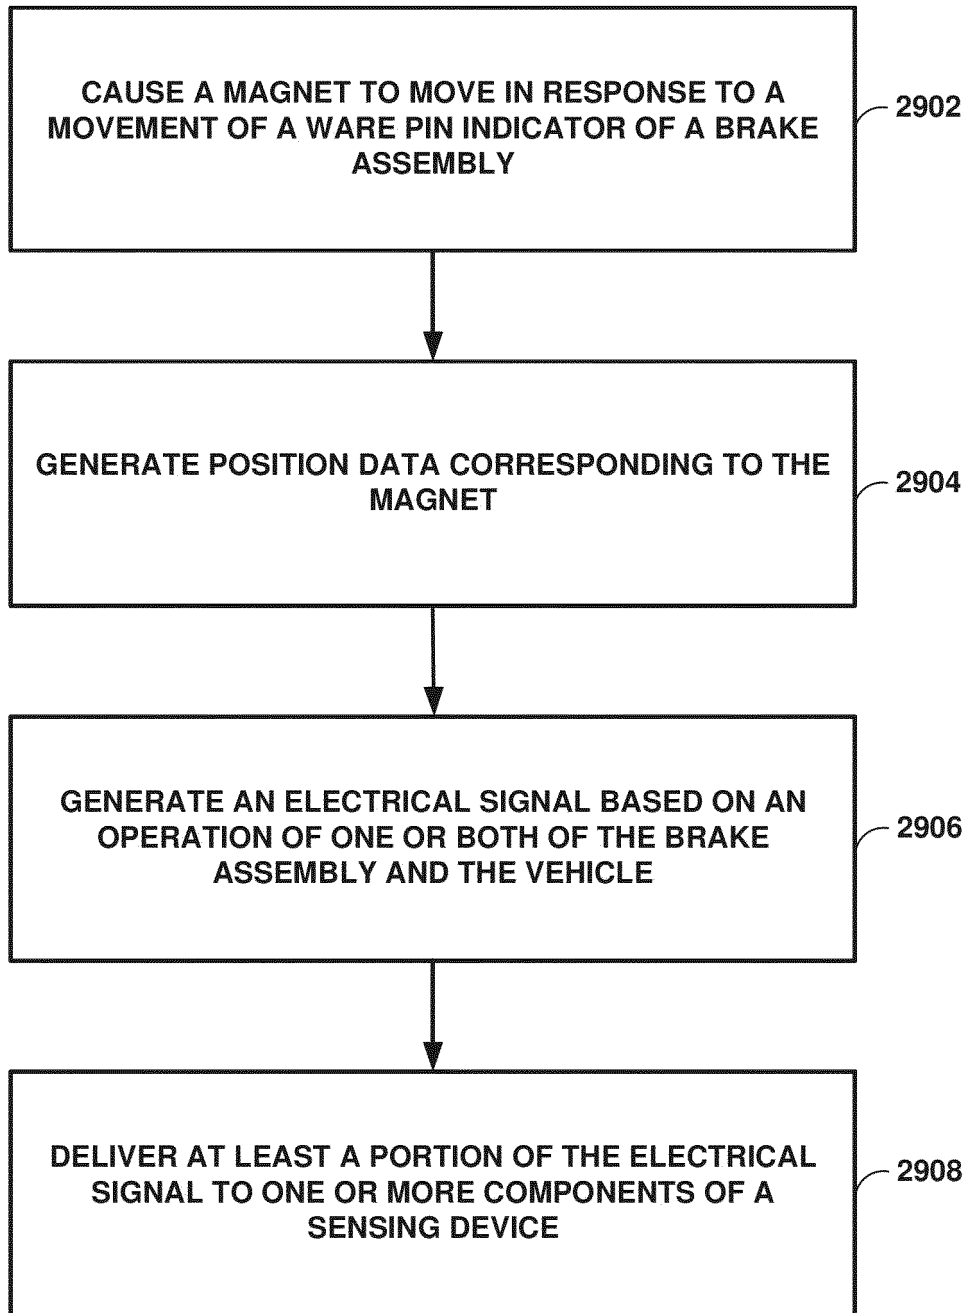 CAUSE A MAGNET TO MOVE IN RESPONSE TO A
MOVEMENT OF A WARE PIN INDICATOR OF A BRAKE
ASSEMBLY
2902
GENERATE POSITION DATA CORRESPONDING TO THE
MAGNET
2904
GENERATE AN ELECTRICAL SIGNAL BASED ON AN
OPERATION OF ONE OR BOTH OF THE BRAKE
ASSEMBLY AND THE VEHICLE
2906
DELIVER AT LEAST A PORTION OF THE ELECTRICAL
SIGNAL TO ONE OR MORE COMPONENTS OF A
SENSING DEVICE
2908